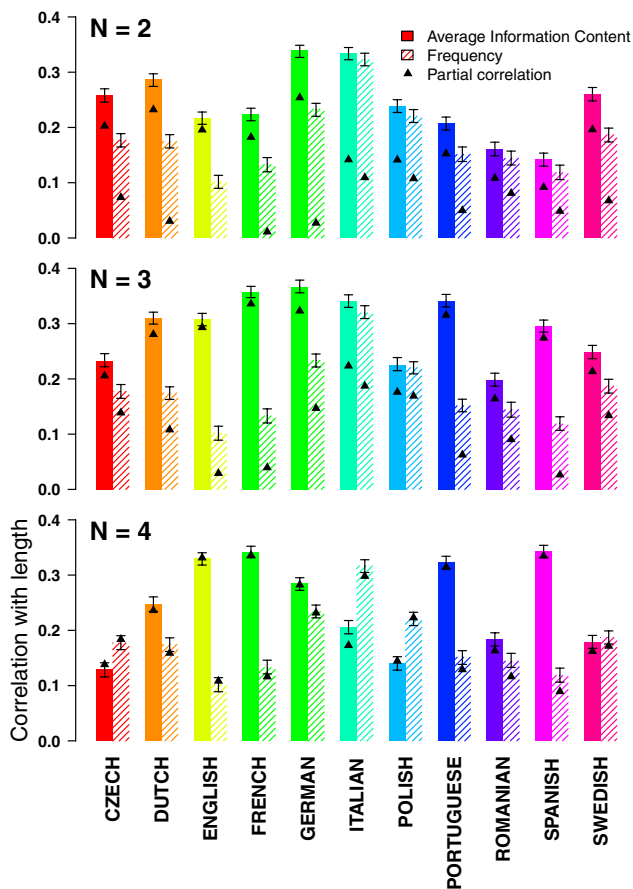 N = 2
Average Information Content
Frequency
Partial correlation
0.4
0.3
0.2
0.1
0.0
N = 3
0.4
0.3
0.2
0.1
0.0
N = 4
0.4
0.3
0.2
0.1
0.0
Correlation with length
CZECH
DUTCH
ENGLISH
FRENCH
GERMAN
ITALIAN
POLISH
PORTUGUESE
ROMANIAN
SPANISH
SWEDISH